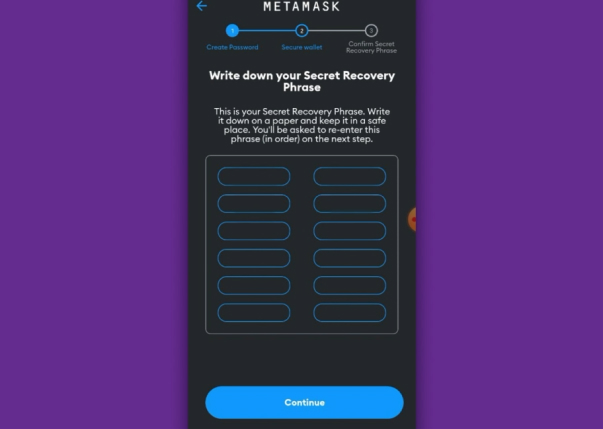 METAMASK
1 2 3
Create Password Secure wallet Confirm Secret
Recovery Phrase
Write down your Secret Recovery
Phrase
This is your Secret Recovery Phrase. Write
it down on a paper and keep it in a safe
place. You'll be asked to re-enter this
phrase (in order) on the next step.
Continue